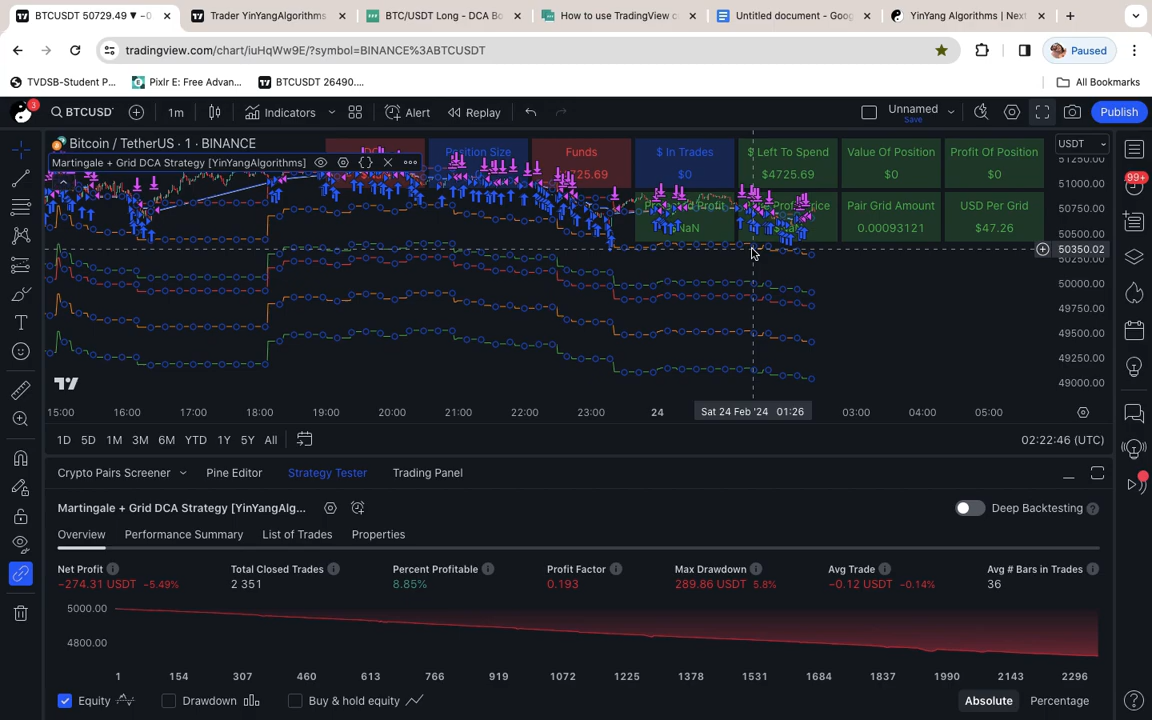 BTCUSDT 50729.49 ▼ −0
Trader YinYangAlgorithms
BTC/USDT Long - DCA Bo
How to use TradingView c
Untitled document - Goog
YinYang Algorithms | Next
tradingview.com/chart/iuHqWw9E/?symbol=BINANCE%3ABTCUSDT
Paused
TVDSB-Student P...
Pixlr E: Free Advan...
BTCUSDT 26490....
All Bookmarks
3
BTCUSD
1m
Indicators
Alert
Replay
Unnamed
Save
Publish
Bitcoin / TetherUS · 1 · BINANCE
Martingale + Grid DCA Strategy [YinYangAlgorithms]
Position Size
Funds
$ In Trades
$ Left To Spend
Value Of Position
Profit Of Position
$0
$4725.69
$0
$0
Pair Grid Amount
USD Per Grid
0.00093121
$47.26
USDT
51250.00
51000.00
50750.00
50500.00
50350.02
50250.00
50000.00
49750.00
49500.00
49250.00
49000.00
99+
15:00 16:00 17:00 18:00 19:00 20:00 21:00 22:00 23:00 24 Sat 24 Feb '24 01:26 03:00 04:00 05:00
1D 5D 1M 3M 6M YTD 1Y 5Y All
02:22:46 (UTC)
Crypto Pairs Screener
Pine Editor
Strategy Tester
Trading Panel
Martingale + Grid DCA Strategy [YinYangAlg...
Deep Backtesting
Overview
Performance Summary
List of Trades
Properties
Net Profit
Total Closed Trades
Percent Profitable
Profit Factor
Max Drawdown
Avg Trade
Avg # Bars in Trades
−274.31 USDT −5.49%
2 351
8.85%
0.193
289.86 USDT 5.8%
−0.12 USDT −0.14%
36
5000.00
4800.00
1 154 307 460 613 766 919 1072 1225 1378 1531 1684 1837 1990 2143 2296
Equity
Drawdown
Buy & hold equity
Absolute
Percentage